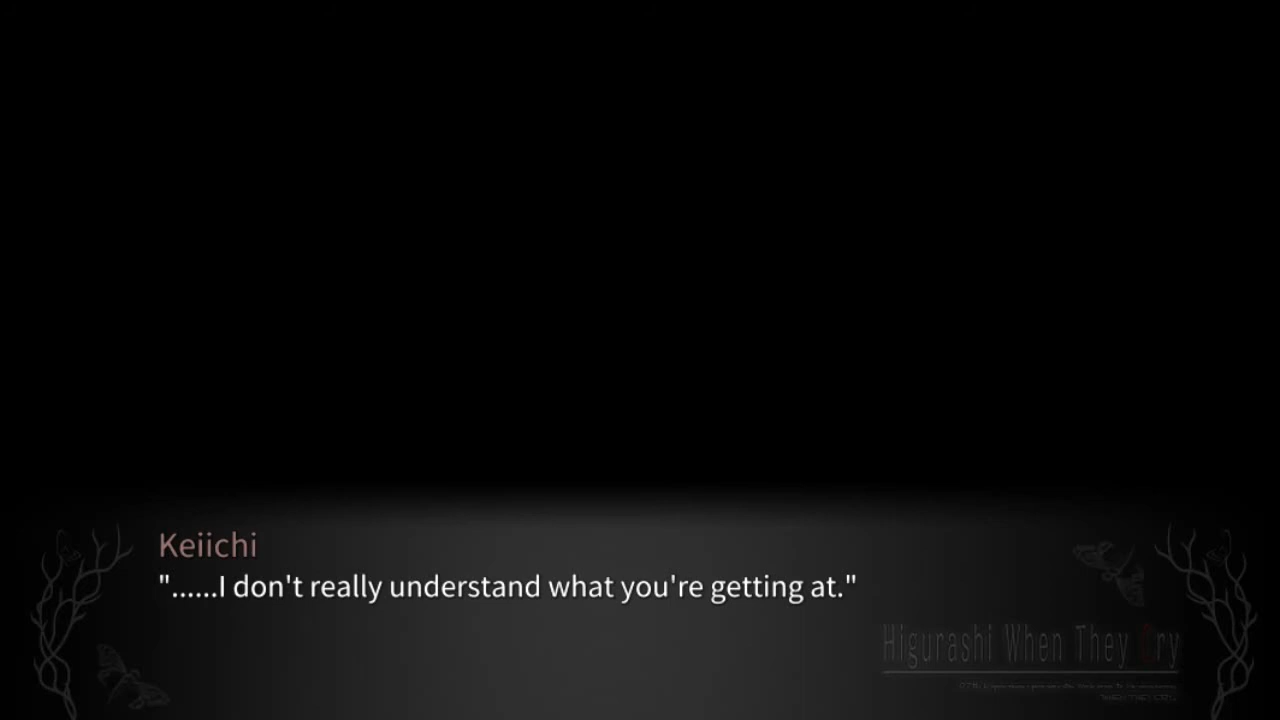 Keiichi
"......I don't really understand what you're getting at."
Higurashi When They Cry